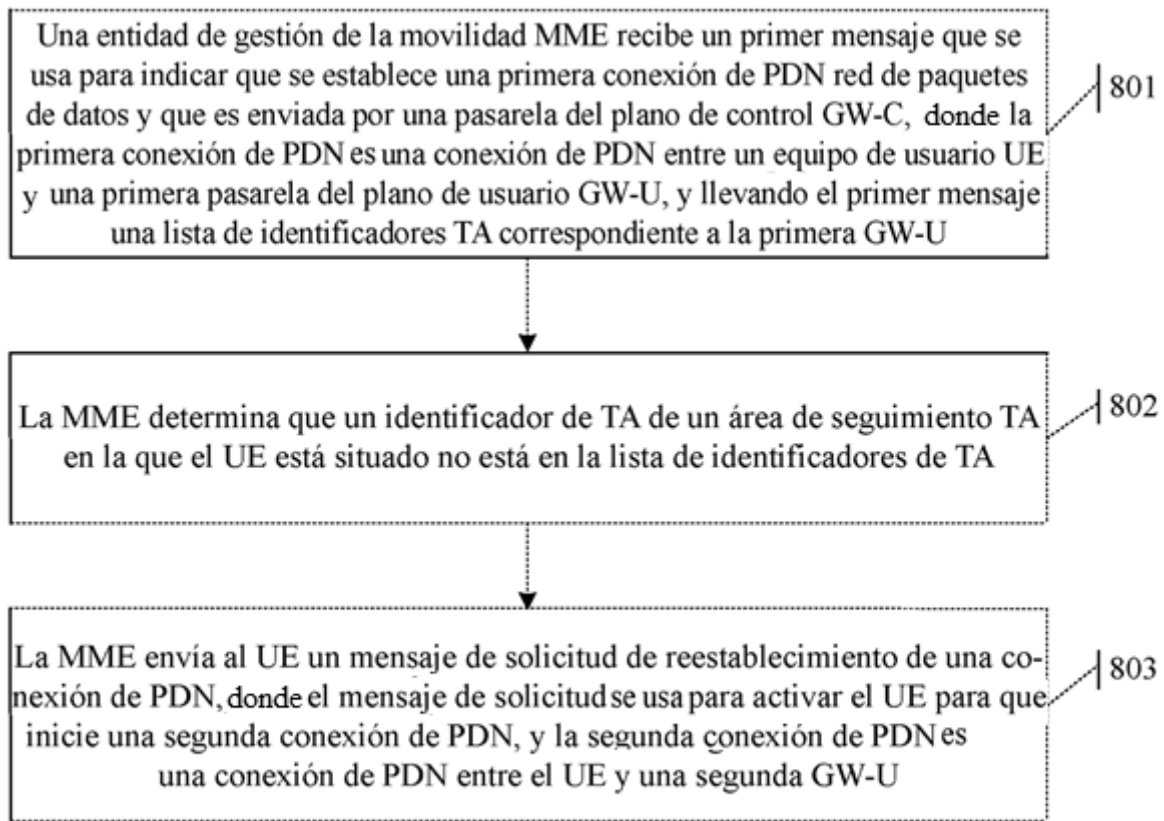 Una entidad de gestión de la movilidad MME recibe un primer mensaje que se
usa para indicar que se establece una primera conexión de PDN red de paquetes
de datos y que es enviada por una pasarela del plano de control GW-C, donde la
primera conexión de PDN es una conexión de PDN entre un equipo de usuario UE
y una primera pasarela del plano de usuario GW-U, y llevando el primer mensaje
una lista de identificadores TA correspondiente a la primera GW-U
801
La MME determina que un identificador de TA de un área de seguimiento TA
en la que el UE está situado no está en la lista de identificadores de TA
802
La MME envía al UE un mensaje de solicitud de reestablecimiento de una co-
nexión de PDN, donde el mensaje de solicitud se usa para activar el UE para que
inicie una segunda conexión de PDN, y la segunda conexión de PDN es
una conexión de PDN entre el UE y una segunda GW-U
803